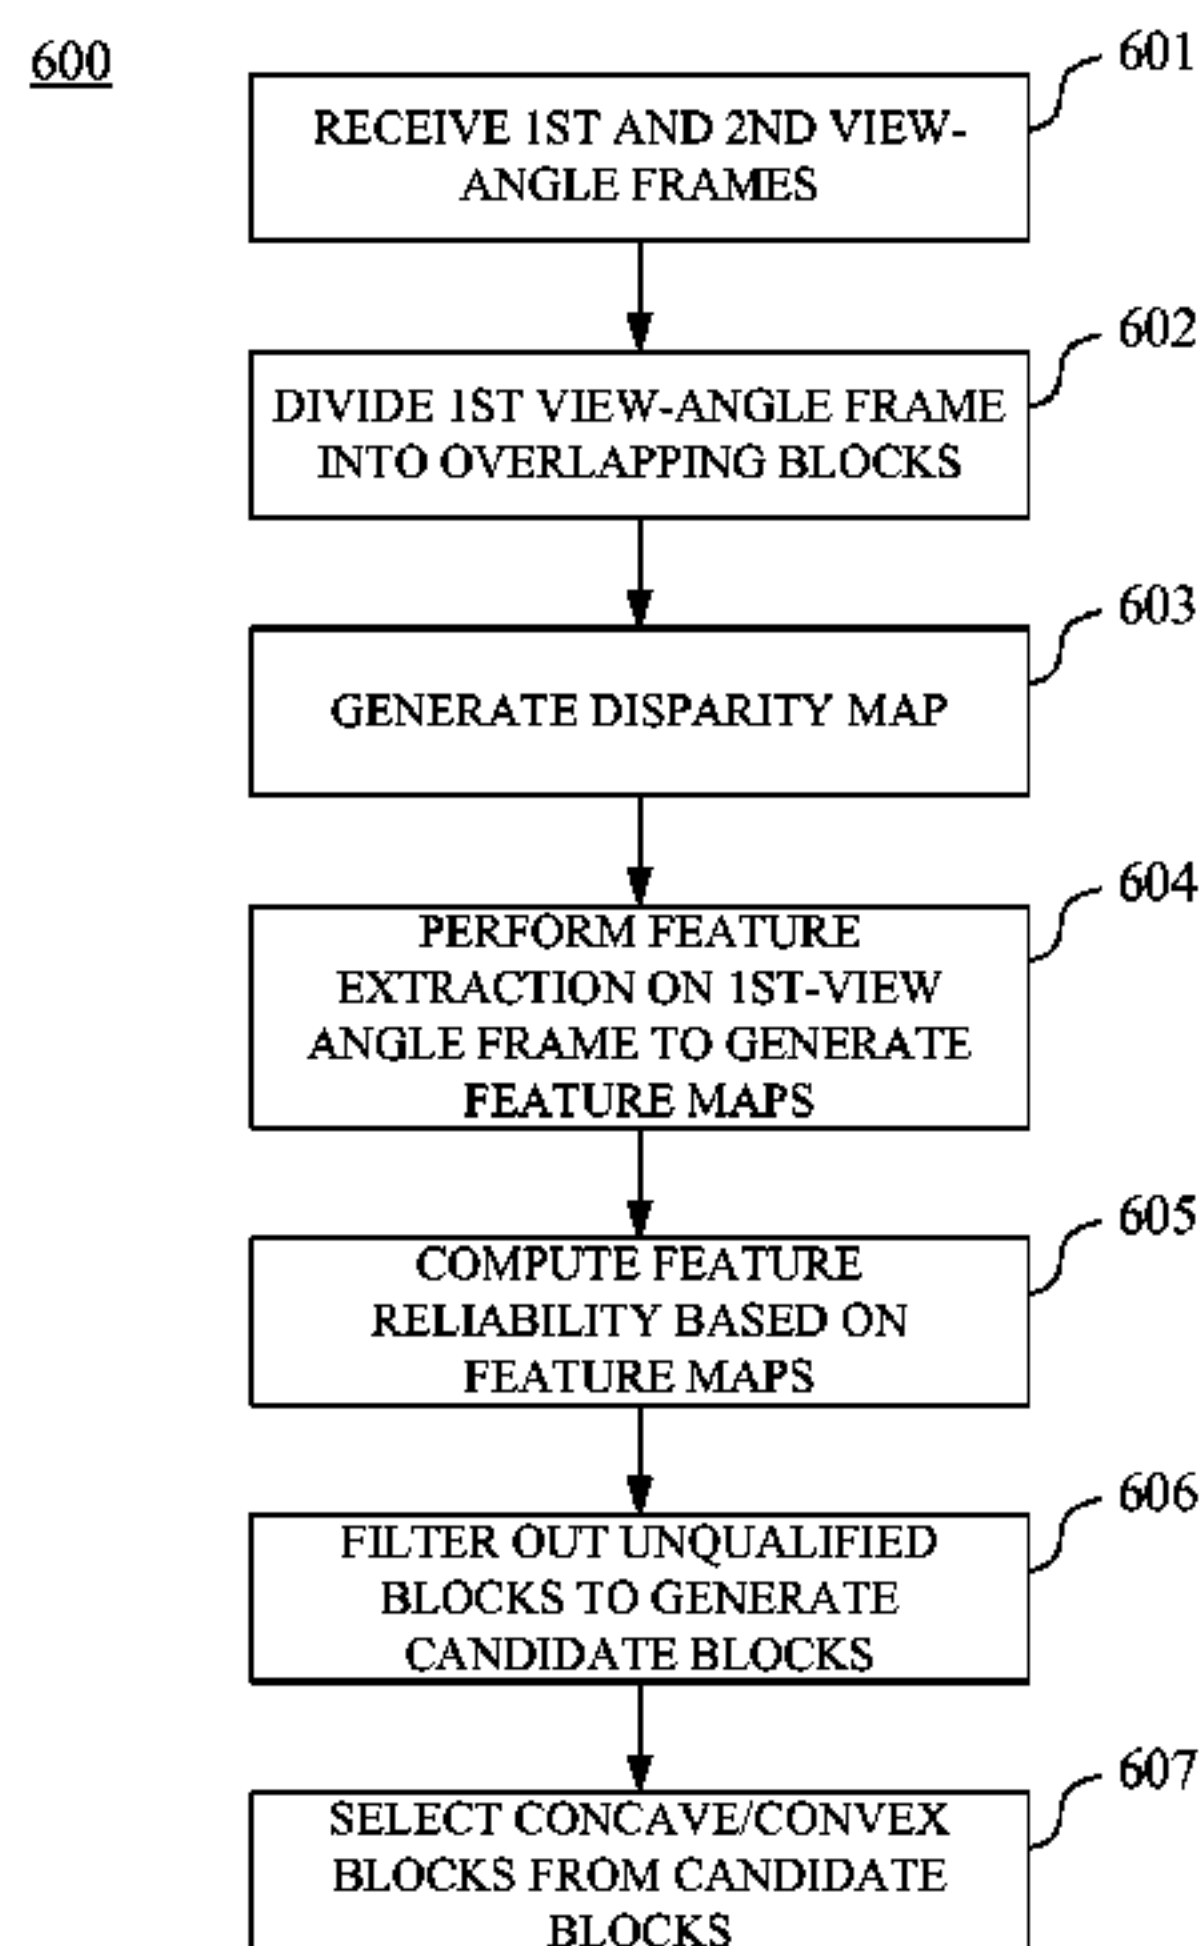 600
601
RECEIVE 1ST AND 2ND VIEW-
ANGLE FRAMES
602
DIVIDE 1ST VIEW-ANGLE FRAME
INTO OVERLAPPING BLOCKS
603
GENERATE DISPARITY MAP
604
PERFORM FEATURE
EXTRACTION ON 1ST-VIEW
ANGLE FRAME TO GENERATE
FEATURE MAPS
605
COMPUTE FEATURE
RELIABILITY BASED ON
FEATURE MAPS
606
FILTER OUT UNQUALIFIED
BLOCKS TO GENERATE
CANDIDATE BLOCKS
607
SELECT CONCAVE/CONVEX
BLOCKS FROM CANDIDATE
BLOCKS